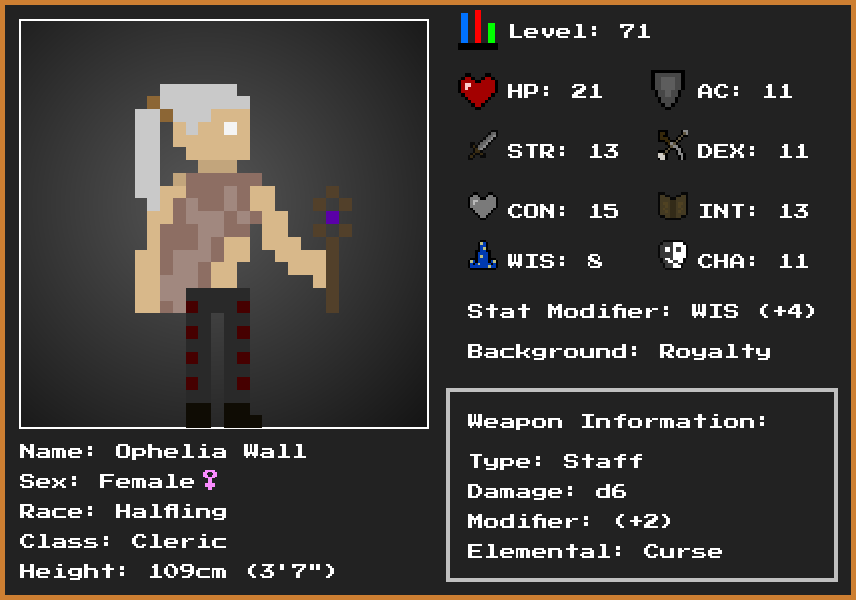 Level: 71
HP: 21 AC: 11
STR: 13 DEX: 11
CON: 15 INT: 13
WIS: 8 CHA: 11
Stat Modifier: WIS (+4)
Background: Royalty
Weapon Information:
Type: Staff
Damage: d6
Modifier: (+2)
Elemental: Curse
Name: Ophelia Wall
Sex: Female♀
Race: Halfling
Class: Cleric
Height: 109cm (3'7")